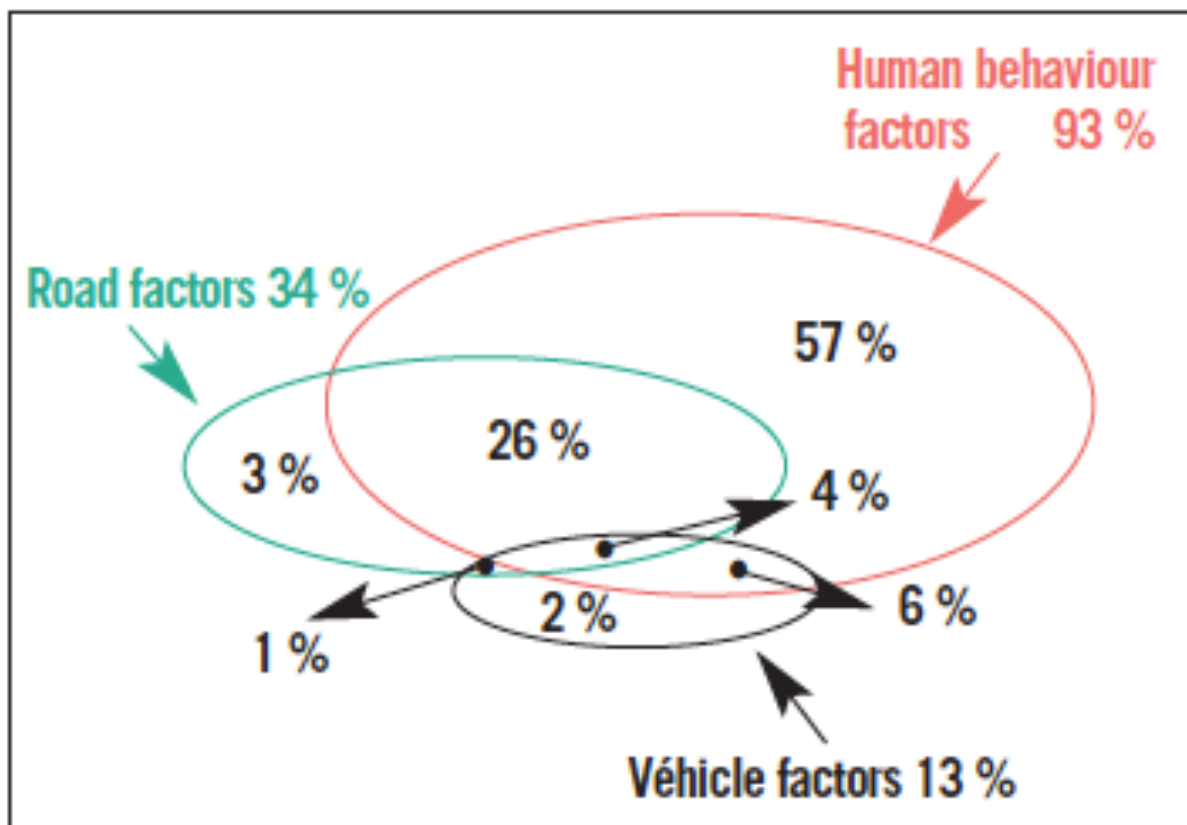 Human behaviour
factors 93 %
Road factors 34 %
57 %
26 %
3 %
4 %
2 %
6 %
1 %
Véhicle factors 13 %